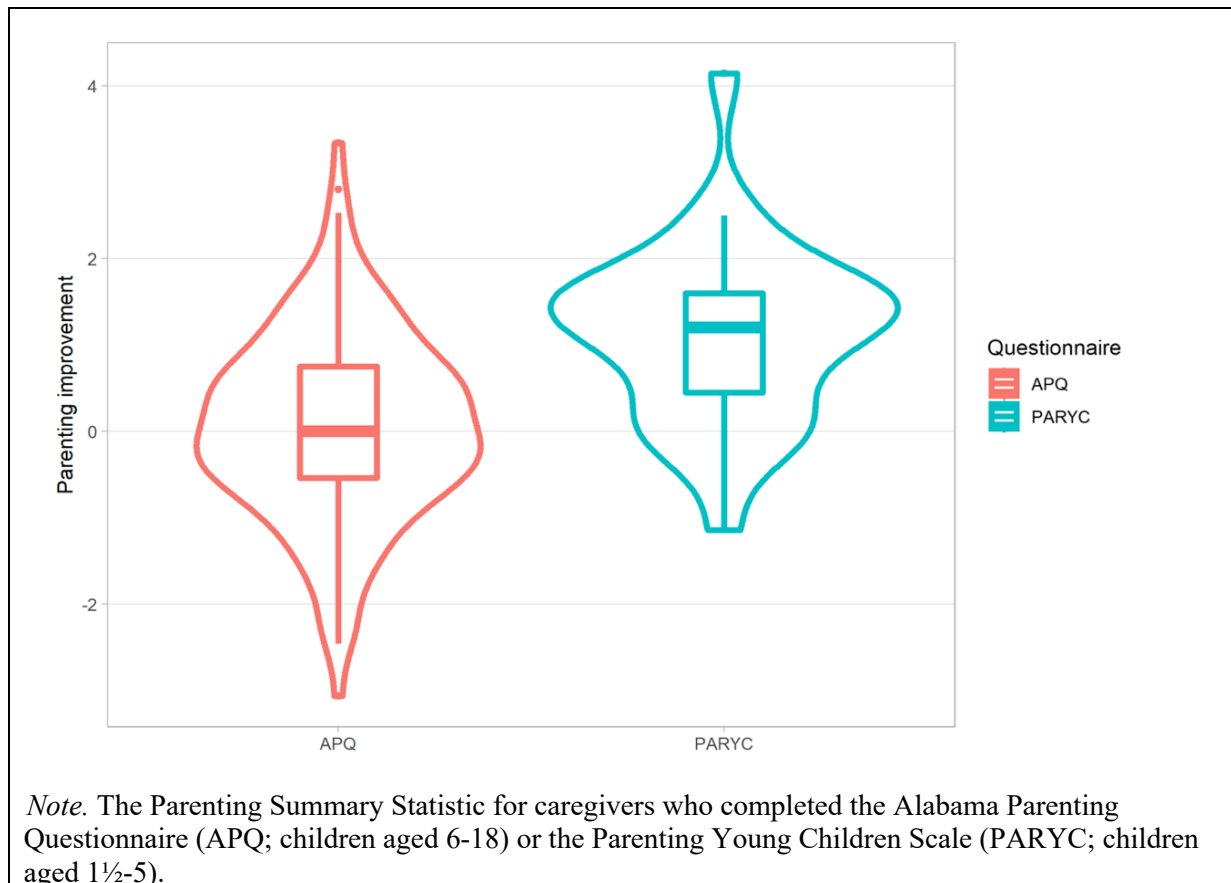 4
2
0
-2
Parenting improvement
APQ
PARYC
Questionnaire
APQ
PARYC
Note. The Parenting Summary Statistic for caregivers who completed the Alabama Parenting
Questionnaire (APQ; children aged 6-18) or the Parenting Young Children Scale (PARYC; children
aged 1½-5).